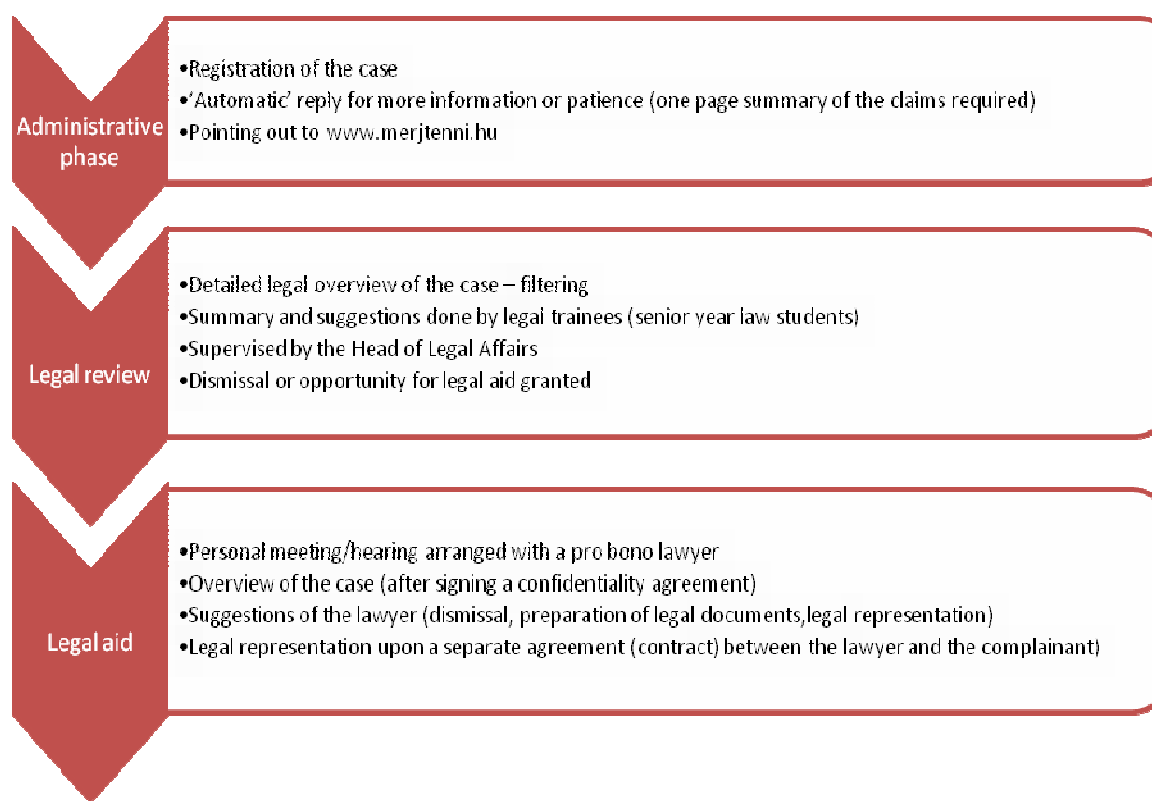 Administrative
phase
•Registration of the case
•‘Automatic’ reply for more information or patience (one page summary of the claims required)
•Pointing out to www.merjtenni.hu
Legal review
•Detailed legal overview of the case – filtering
•Summary and suggestions done by legal trainees (senior year law students)
•Supervised by the Head of Legal Affairs
•Dismissal or opportunity for legal aid granted
Legal aid
•Personal meeting/hearing arranged with a pro bono lawyer
•Overview of the case (after signing a confidentiality agreement)
•Suggestions of the lawyer (dismissal, preparation of legal documents,legal representation)
•Legal representation upon a separate agreement (contract) between the lawyer and the complainant)